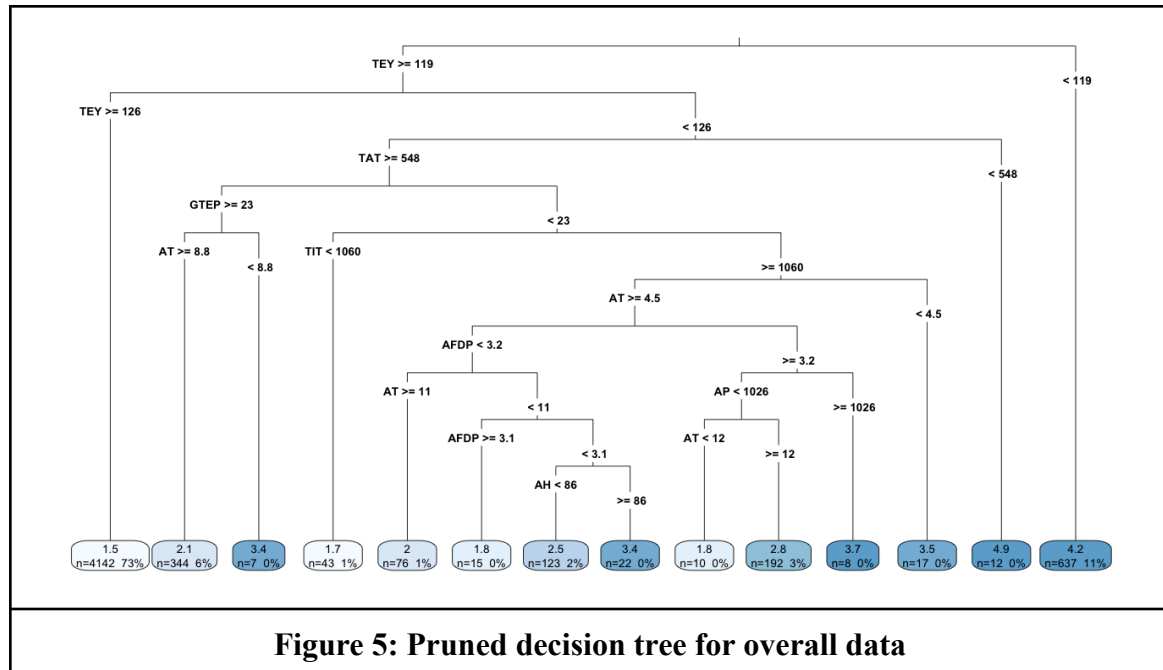 TEY >= 119
< 119
TEY >= 126
< 126
TAT >= 548
< 548
GTEP >= 23
< 23
AT >= 8.8
< 8.8
TIT < 1060
>= 1060
AT >= 4.5
< 4.5
AFDP < 3.2
>= 3.2
AT >= 11
< 11
AP < 1026
>= 1026
AFDP >= 3.1
< 3.1
AT < 12
>= 12
AH < 86
>= 86
1.5
n=4142 73%
2.1
n=344 6%
3.4
n=7 0%
1.7
n=43 1%
2
n=76 1%
1.8
n=15 0%
2.5
n=123 2%
3.4
n=22 0%
1.8
n=10 0%
2.8
n=192 3%
3.7
n=8 0%
3.5
n=17 0%
4.9
n=12 0%
4.2
n=637 11%
Figure 5: Pruned decision tree for overall data